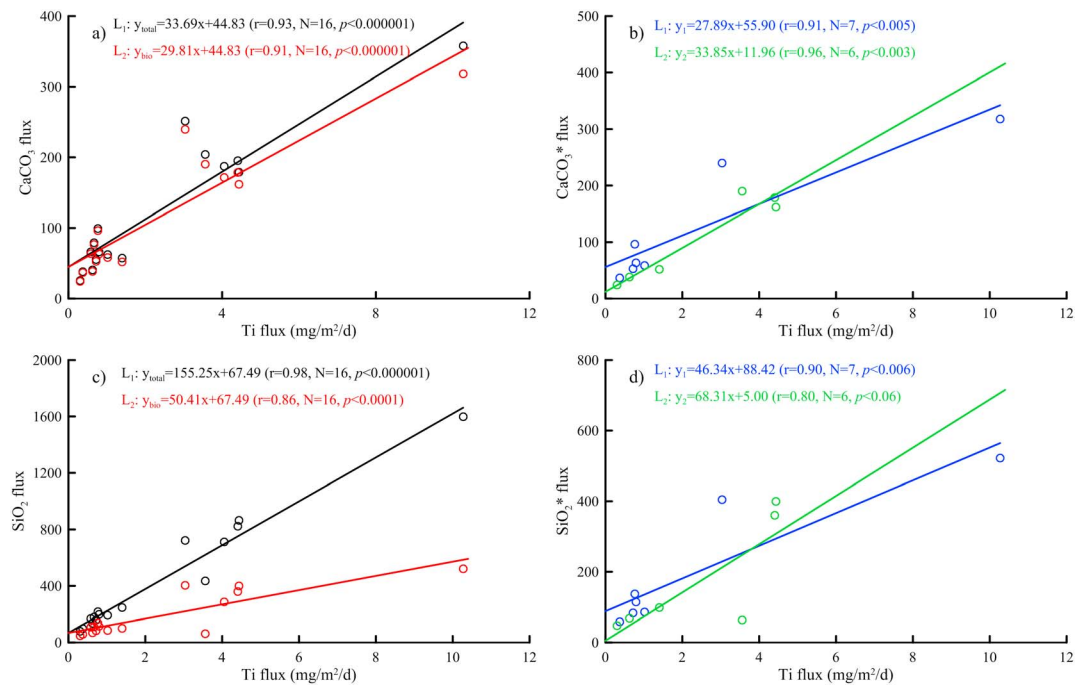 a)
L₁: y_total=33.69x+44.83 (r=0.93, N=16, p<0.000001)
L₂: y_bio=29.81x+44.83 (r=0.91, N=16, p<0.000001)
400
300
200
100
0
CaCO₃ flux
0 2 4 6 8 10 12
Ti flux (mg/m²/d)
b)
L₁: y₁=27.89x+55.90 (r=0.91, N=7, p<0.005)
L₂: y₂=33.85x+11.96 (r=0.96, N=6, p<0.003)
500
400
300
200
100
0
CaCO₃* flux
0 2 4 6 8 10 12
Ti flux (mg/m²/d)
c)
L₁: y_total=155.25x+67.49 (r=0.98, N=16, p<0.000001)
L₂: y_bio=50.41x+67.49 (r=0.86, N=16, p<0.0001)
2000
1600
1200
800
400
0
SiO₂ flux
0 2 4 6 8 10 12
Ti flux (mg/m²/d)
d)
L₁: y₁=46.34x+88.42 (r=0.90, N=7, p<0.006)
L₂: y₂=68.31x+5.00 (r=0.80, N=6, p<0.06)
800
600
400
200
0
SiO₂* flux
0 2 4 6 8 10 12
Ti flux (mg/m²/d)